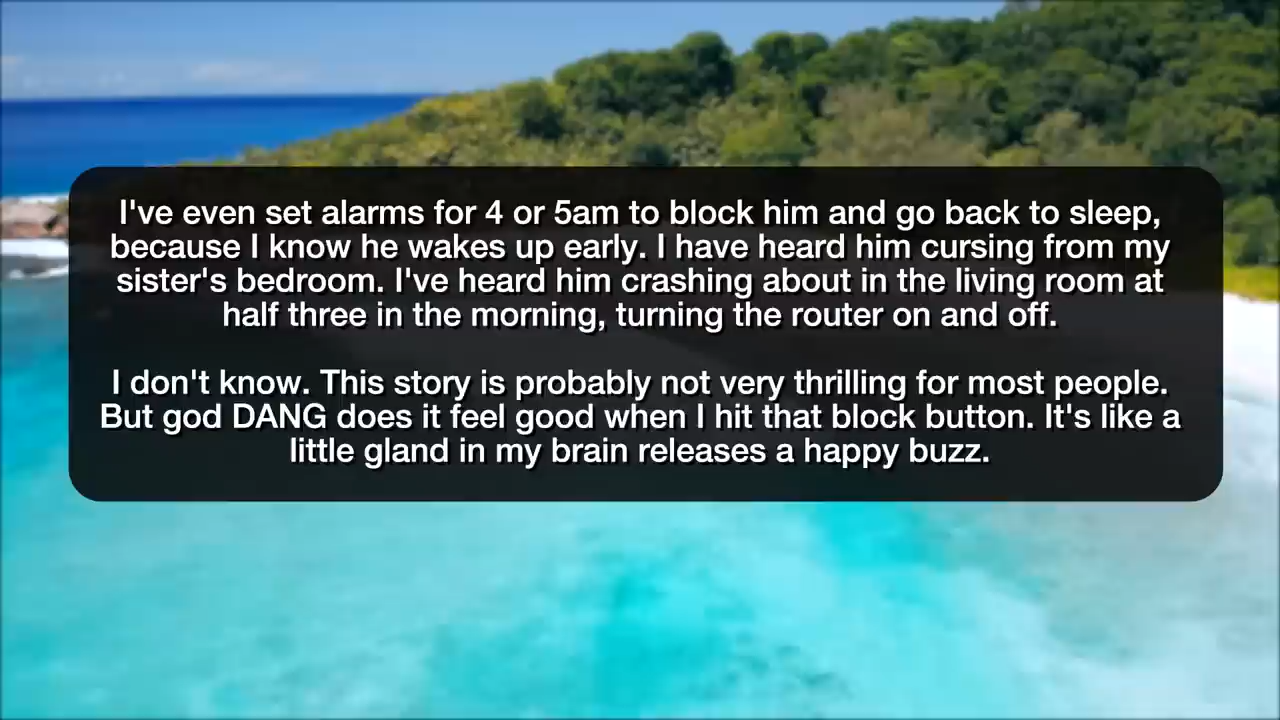 I've even set alarms for 4 or 5am to block him and go back to sleep,
because I know he wakes up early. I have heard him cursing from my
sister's bedroom. I've heard him crashing about in the living room at
half three in the morning, turning the router on and off.
I don't know. This story is probably not very thrilling for most people.
But god DANG does it feel good when I hit that block button. It's like a
little gland in my brain releases a happy buzz.